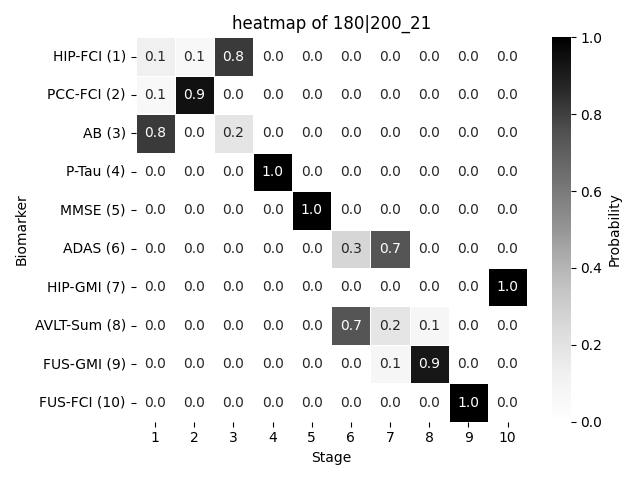 heatmap of 180|200_21
HIP-FCI (1) 0.1 0.1 0.8 0.0 0.0 0.0 0.0 0.0 0.0 0.0
PCC-FCI (2) 0.1 0.9 0.0 0.0 0.0 0.0 0.0 0.0 0.0 0.0
AB (3) 0.8 0.0 0.2 0.0 0.0 0.0 0.0 0.0 0.0 0.0
P-Tau (4) 0.0 0.0 0.0 1.0 0.0 0.0 0.0 0.0 0.0 0.0
MMSE (5) 0.0 0.0 0.0 0.0 1.0 0.0 0.0 0.0 0.0 0.0
ADAS (6) 0.0 0.0 0.0 0.0 0.0 0.3 0.7 0.0 0.0 0.0
HIP-GMI (7) 0.0 0.0 0.0 0.0 0.0 0.0 0.0 0.0 0.0 1.0
AVLT-Sum (8) 0.0 0.0 0.0 0.0 0.0 0.7 0.2 0.1 0.0 0.0
FUS-GMI (9) 0.0 0.0 0.0 0.0 0.0 0.0 0.1 0.9 0.0 0.0
FUS-FCI (10) 0.0 0.0 0.0 0.0 0.0 0.0 0.0 0.0 1.0 0.0
1 2 3 4 5 6 7 8 9 10
Stage
Biomarker
1.0
0.8
0.6
0.4
0.2
0.0
Probability